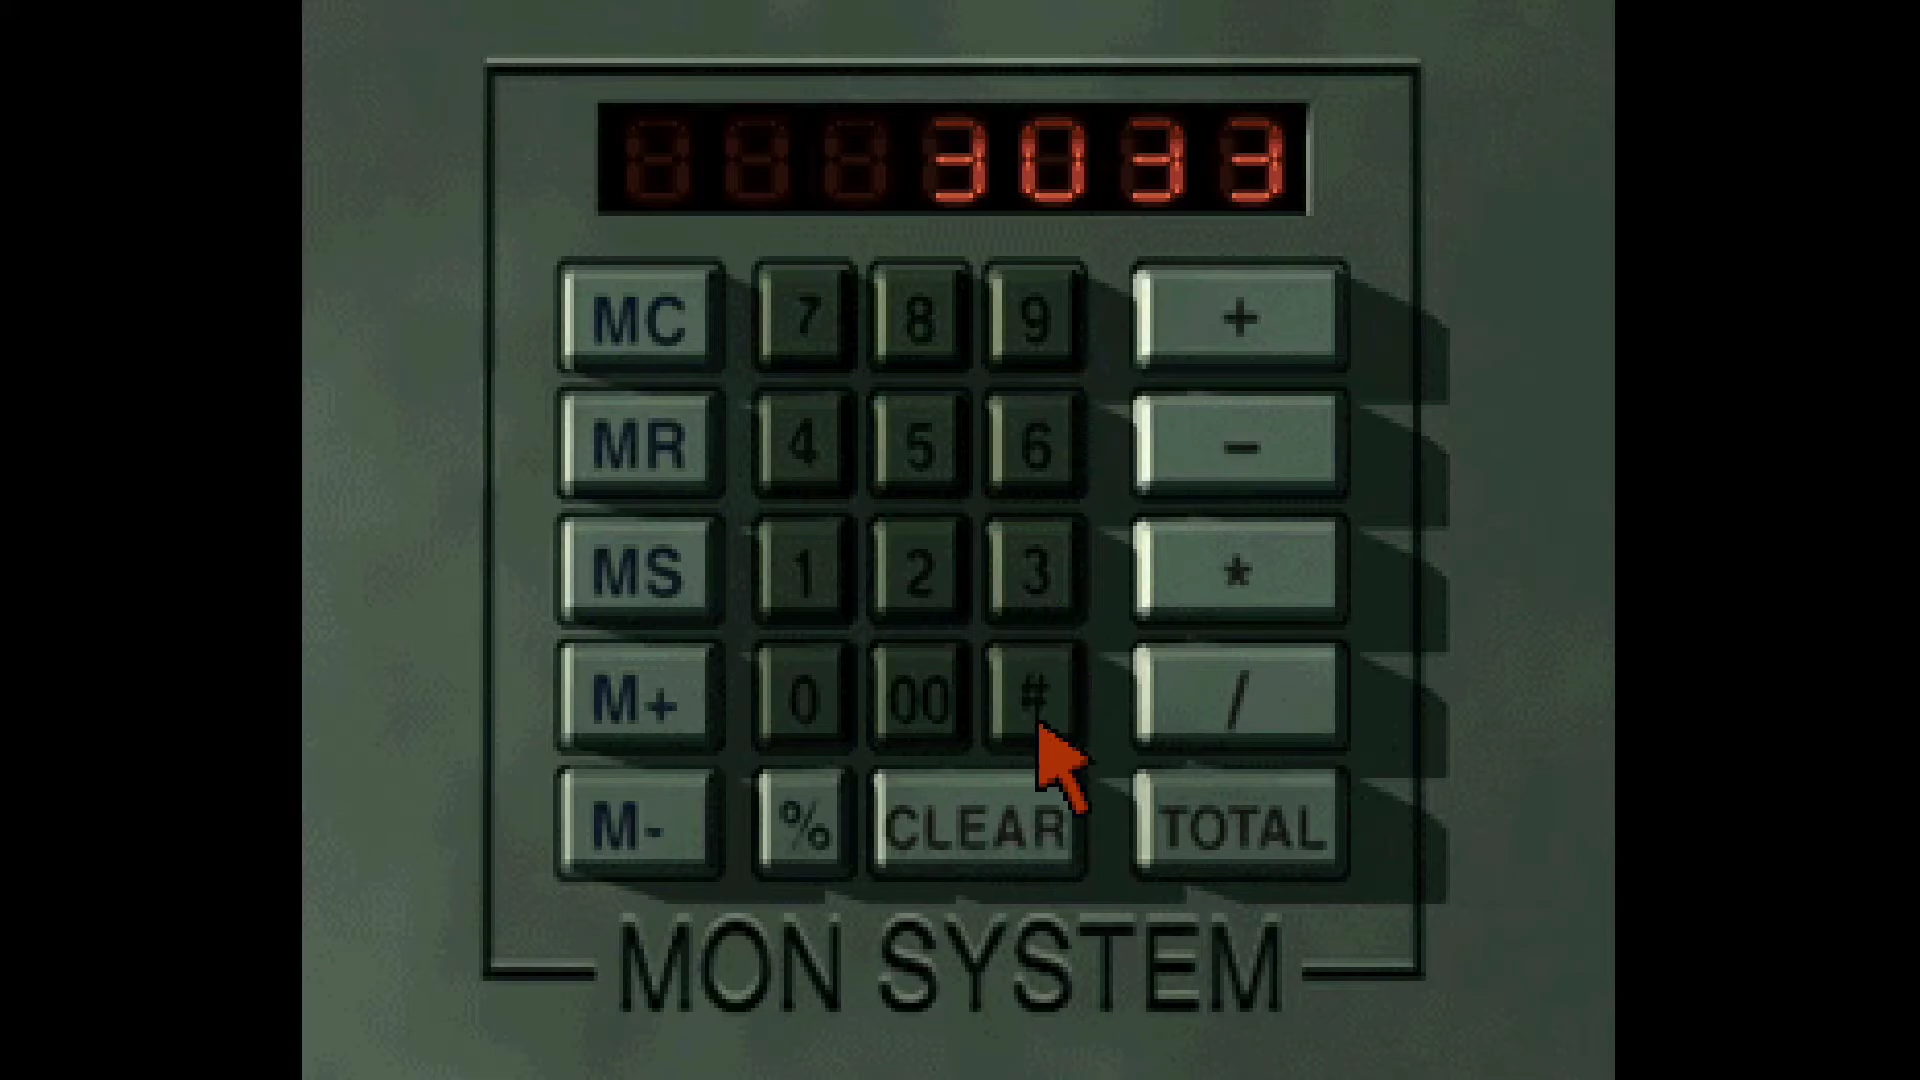 3033
MC 7 8 9 +
MR 4 5 6 -
MS 1 2 3 *
M+ 0 00 # /
M- % CLEAR TOTAL
MON SYSTEM